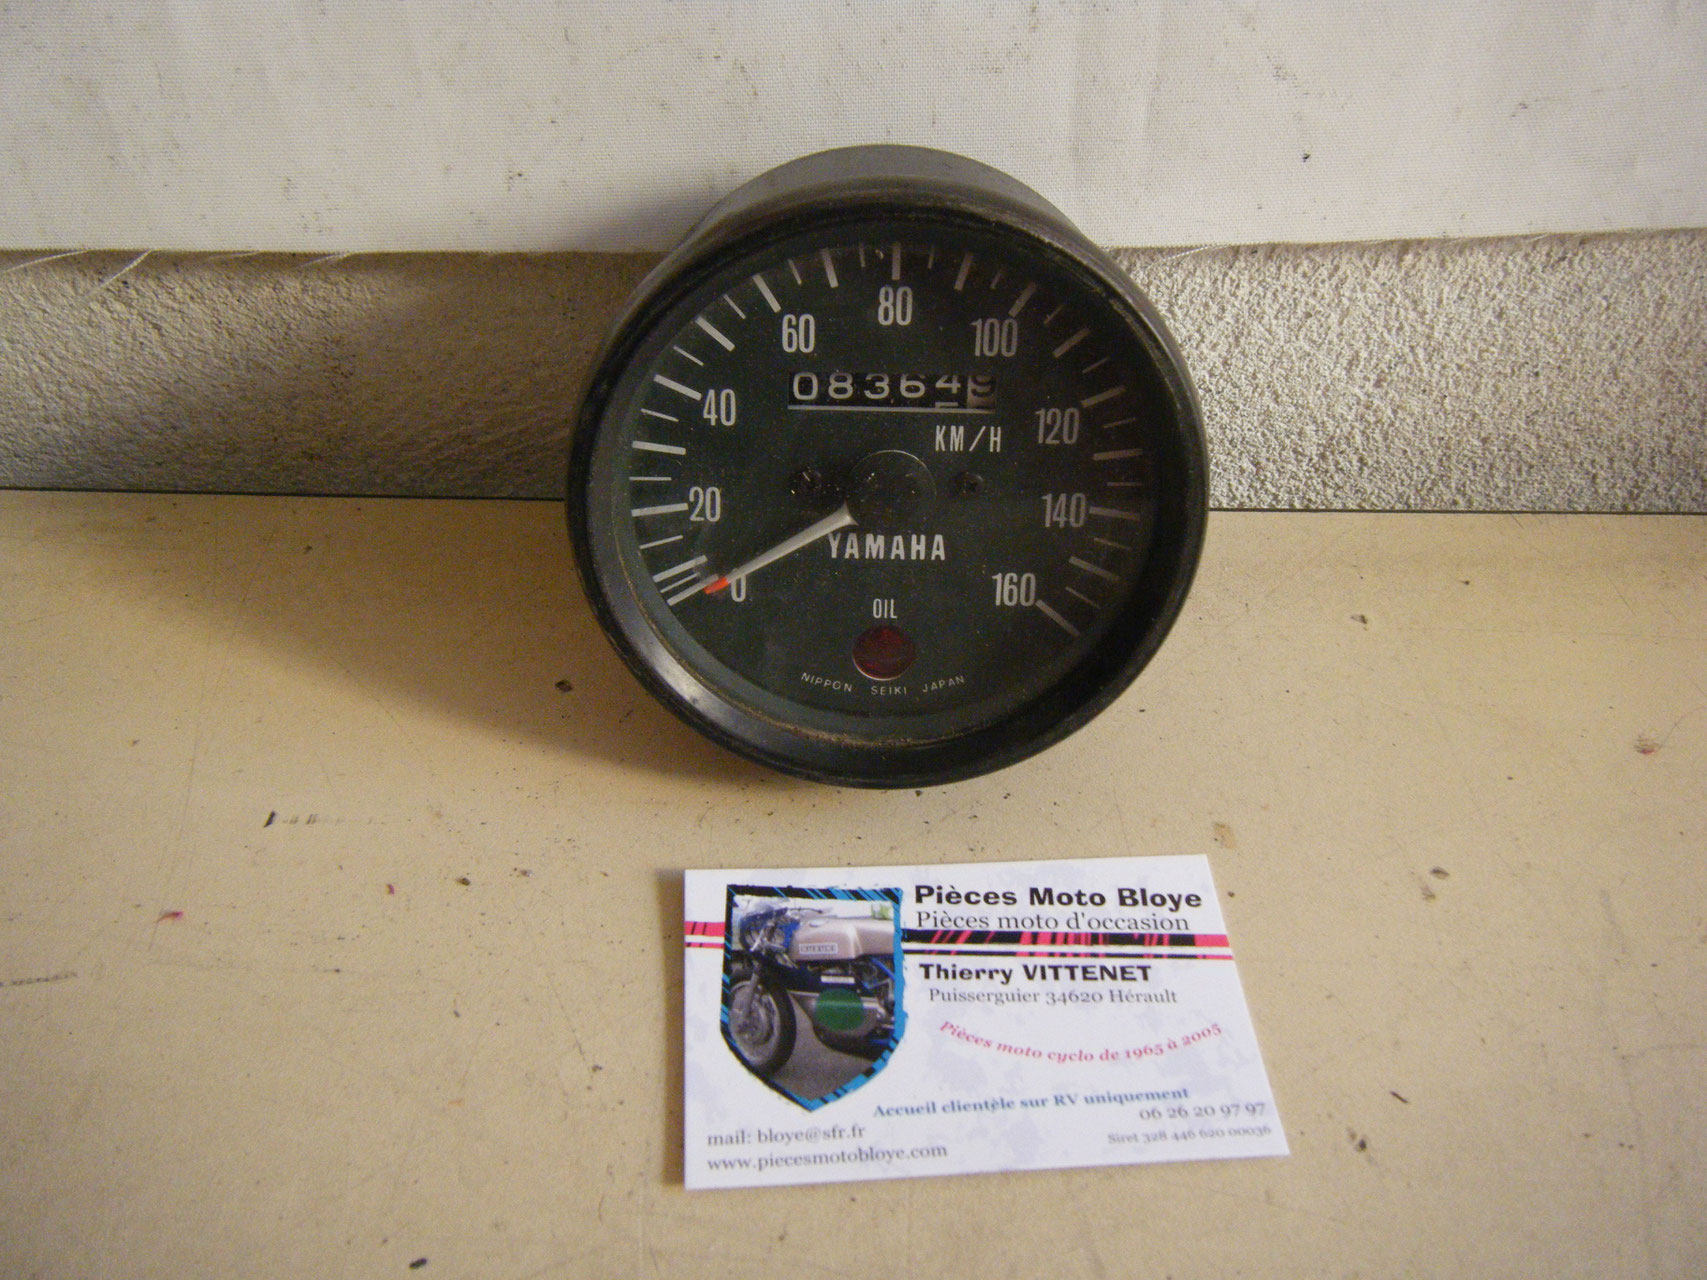 80
60
100
083649
40
120
KM/H
20
140
YAMAHA
0
160
OIL
NIPPON SEIKI JAPAN
Pièces Moto Bloye
Pièces moto d'occasion
Thierry VITTENET
Puisserguier 34620 Hérault
Pièces moto cyclo de 1965 à 2005
Accueil clientèle sur RV uniquement
06 26 20 97 97
mail: bloye@sfr.fr
Siret 328 446 620 00036
www.piecesmotobloye.com